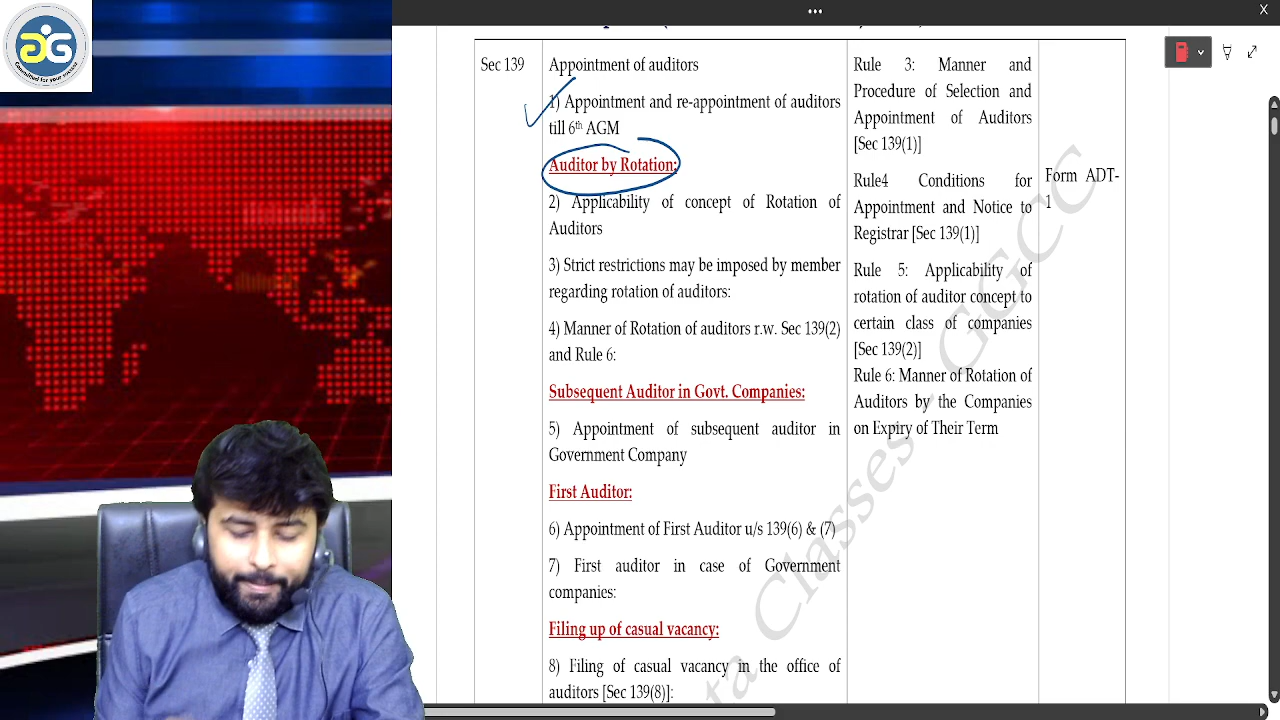 Committed for your success
Sec 139
Appointment of auditors
1) Appointment and re-appointment of auditors
till 6th AGM
Auditor by Rotation:
2) Applicability of concept of Rotation of
Auditors
3) Strict restrictions may be imposed by member
regarding rotation of auditors:
4) Manner of Rotation of auditors r.w. Sec 139(2)
and Rule 6:
Subsequent Auditor in Govt. Companies:
5) Appointment of subsequent auditor in
Government Company
First Auditor:
6) Appointment of First Auditor u/s 139(6) & (7)
7) First auditor in case of Government
companies:
Filing up of casual vacancy:
8) Filing of casual vacancy in the office of
auditors [Sec 139(8)]:
Rule 3: Manner and
Procedure of Selection and
Appointment of Auditors
[Sec 139(1)]
Rule4 Conditions for
Appointment and Notice to
Registrar [Sec 139(1)]
Rule 5: Applicability of
rotation of auditor concept to
certain class of companies
[Sec 139(2)]
Rule 6: Manner of Rotation of
Auditors by the Companies
on Expiry of Their Term
Form ADT-
1
ta Classes - GGCC
X